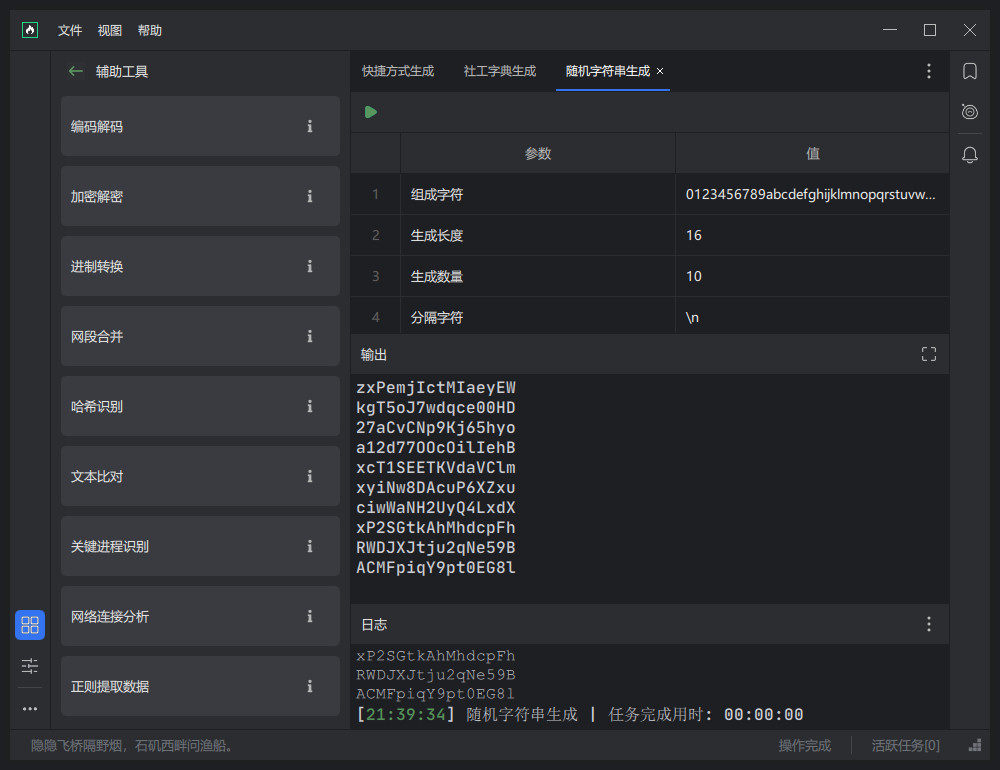 文件 视图 帮助
辅助工具
编码解码
加密解密
进制转换
网段合并
哈希识别
文本比对
关键进程识别
网络连接分析
正则提取数据
快捷方式生成 社工字典生成 随机字符串生成 ×
参数 值
1 组成字符 0123456789abcdefghijklmnopqrstuvw...
2 生成长度 16
3 生成数量 10
4 分隔字符 \n
输出
zxPemjIctMIaeyEW
kgT5oJ7wdqce00HD
27aCvCNp9Kj65hyo
a12d77OOcOilIehB
xcT1SEETKVdaVClm
xyiNw8DAcuP6XZxu
ciwWaNH2UyQ4LxdX
xP2SGtkAhMhdcpFh
RWDJXJtju2qNe59B
ACMFpiqY9pt0EG8l
日志
xP2SGtkAhMhdcpFh
RWDJXJtju2qNe59B
ACMFpiqY9pt0EG8l
[21:39:34] 随机字符串生成 | 任务完成用时: 00:00:00
隐隐飞桥隔野烟，石矶西畔问渔船。 操作完成 活跃任务[0]